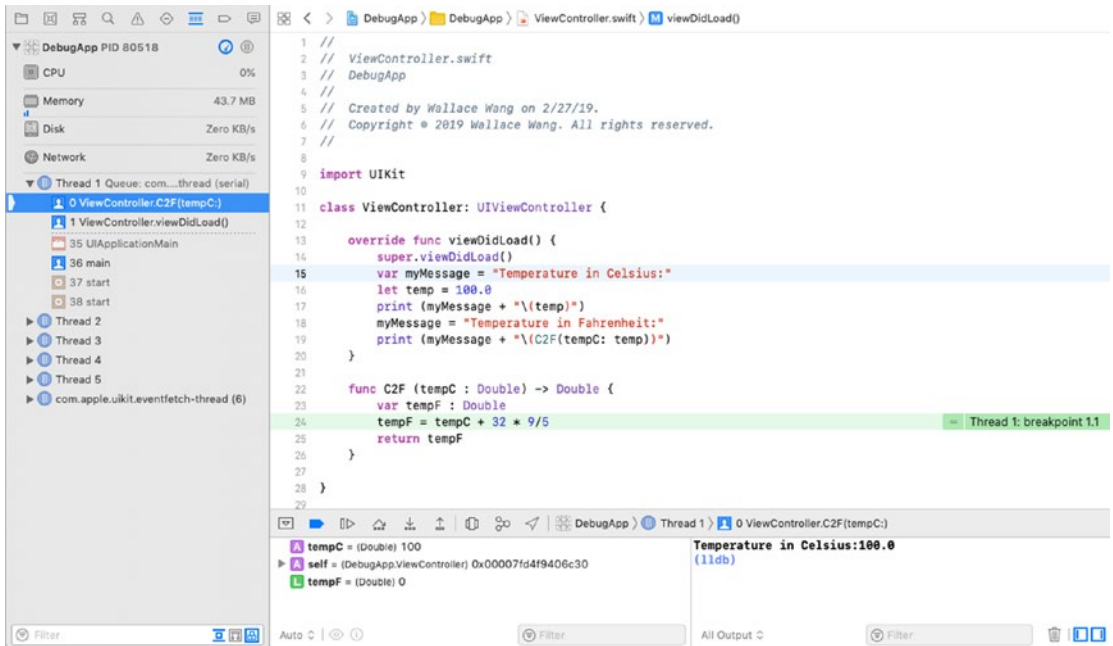 DebugApp 〉 DebugApp 〉 ViewController.swift 〉 M viewDidLoad()
DebugApp PID 80518
CPU 0%
Memory 43.7 MB
Disk Zero KB/s
Network Zero KB/s
Thread 1 Queue: com....thread (serial)
0 ViewController.C2F(tempC:)
1 ViewController.viewDidLoad()
35 UIApplicationMain
36 main
37 start
38 start
Thread 2
Thread 3
Thread 4
Thread 5
com.apple.uikit.eventfetch-thread (6)
Filter
1 //
2 // ViewController.swift
3 // DebugApp
4 //
5 // Created by Wallace Wang on 2/27/19.
6 // Copyright © 2019 Wallace Wang. All rights reserved.
7 //
8
9 import UIKit
10
11 class ViewController: UIViewController {
12
13 override func viewDidLoad() {
14 super.viewDidLoad()
15 var myMessage = "Temperature in Celsius:"
16 let temp = 100.0
17 print (myMessage + "\(temp)")
18 myMessage = "Temperature in Fahrenheit:"
19 print (myMessage + "\(C2F(tempC: temp))")
20 }
21
22 func C2F (tempC : Double) -> Double {
23 var tempF : Double
24 tempF = tempC + 32 * 9/5 = Thread 1: breakpoint 1.1
25 return tempF
26 }
27
28 }
29
DebugApp 〉 Thread 1 〉 0 ViewController.C2F(tempC:)
A tempC = (Double) 100
A self = (DebugApp.ViewController) 0x00007fd4f9406c30
L tempF = (Double) 0
Auto
Filter
Temperature in Celsius:100.0
(lldb)
All Output
Filter